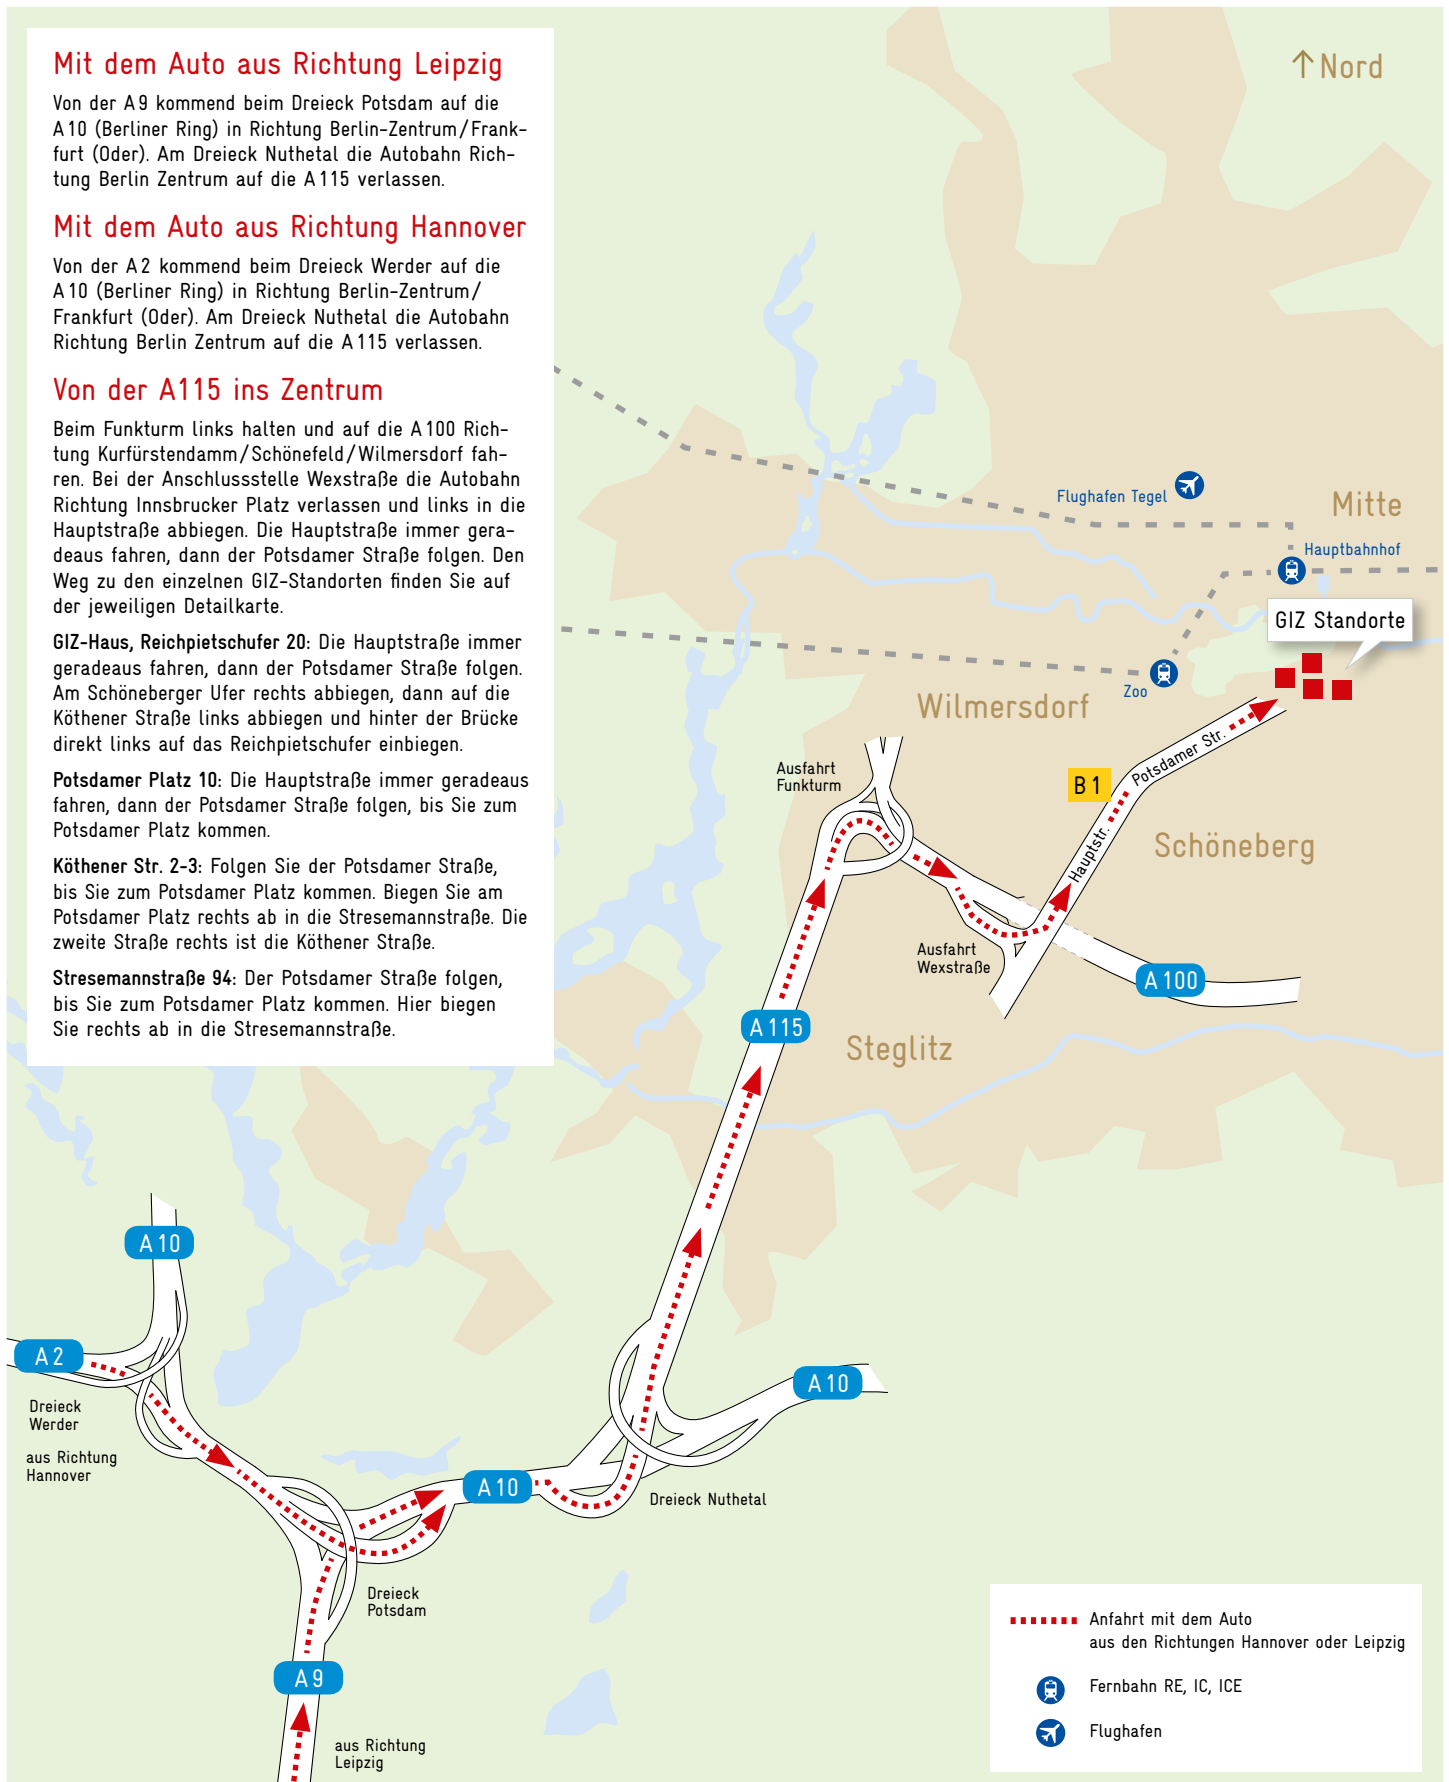 Mit dem Auto aus Richtung Leipzig
Von der A9 kommend beim Dreieck Potsdam auf die
A10 (Berliner Ring) in Richtung Berlin-Zentrum/Frank-
furt (Oder). Am Dreieck Nuthetal die Autobahn Rich-
tung Berlin Zentrum auf die A115 verlassen.
Mit dem Auto aus Richtung Hannover
Von der A2 kommend beim Dreieck Werder auf die
A10 (Berliner Ring) in Richtung Berlin-Zentrum/
Frankfurt (Oder). Am Dreieck Nuthetal die Autobahn
Richtung Berlin Zentrum auf die A115 verlassen.
Von der A115 ins Zentrum
Beim Funkturm links halten und auf die A100 Rich-
tung Kurfürstendamm/Schönefeld/Wilmersdorf fah-
ren. Bei der Anschlussstelle Wexstraße die Autobahn
Richtung Innsbrucker Platz verlassen und links in die
Hauptstraße abbiegen. Die Hauptstraße immer gera-
deaus fahren, dann der Potsdamer Straße folgen. Den
Weg zu den einzelnen GIZ-Standorten finden Sie auf
der jeweiligen Detailkarte.
GIZ-Haus, Reichpietschufer 20: Die Hauptstraße immer
geradeaus fahren, dann der Potsdamer Straße folgen.
Am Schöneberger Ufer rechts abbiegen, dann auf die
Köthener Straße links abbiegen und hinter der Brücke
direkt links auf das Reichpietschufer einbiegen.
Potsdamer Platz 10: Die Hauptstraße immer geradeaus
fahren, dann der Potsdamer Straße folgen, bis Sie zum
Potsdamer Platz kommen.
Köthener Str. 2-3: Folgen Sie der Potsdamer Straße,
bis Sie zum Potsdamer Platz kommen. Biegen Sie am
Potsdamer Platz rechts ab in die Stresemannstraße. Die
zweite Straße rechts ist die Köthener Straße.
Stresemannstraße 94: Der Potsdamer Straße folgen,
bis Sie zum Potsdamer Platz kommen. Hier biegen
Sie rechts ab in die Stresemannstraße.
↑Nord
Flughafen Tegel
Mitte
Hauptbahnhof
GIZ Standorte
Zoo
Wilmersdorf
Potsdamer Str.
Ausfahrt
Funkturm
B 1
Hauptstr.
Schöneberg
Ausfahrt
Wexstraße
A 100
A 115
Steglitz
A 10
A 2
Dreieck
Werder
aus Richtung
Hannover
A 10
A 10
Dreieck Nuthetal
Dreieck
Potsdam
A 9
aus Richtung
Leipzig
Anfahrt mit dem Auto
aus den Richtungen Hannover oder Leipzig
Fernbahn RE, IC, ICE
Flughafen